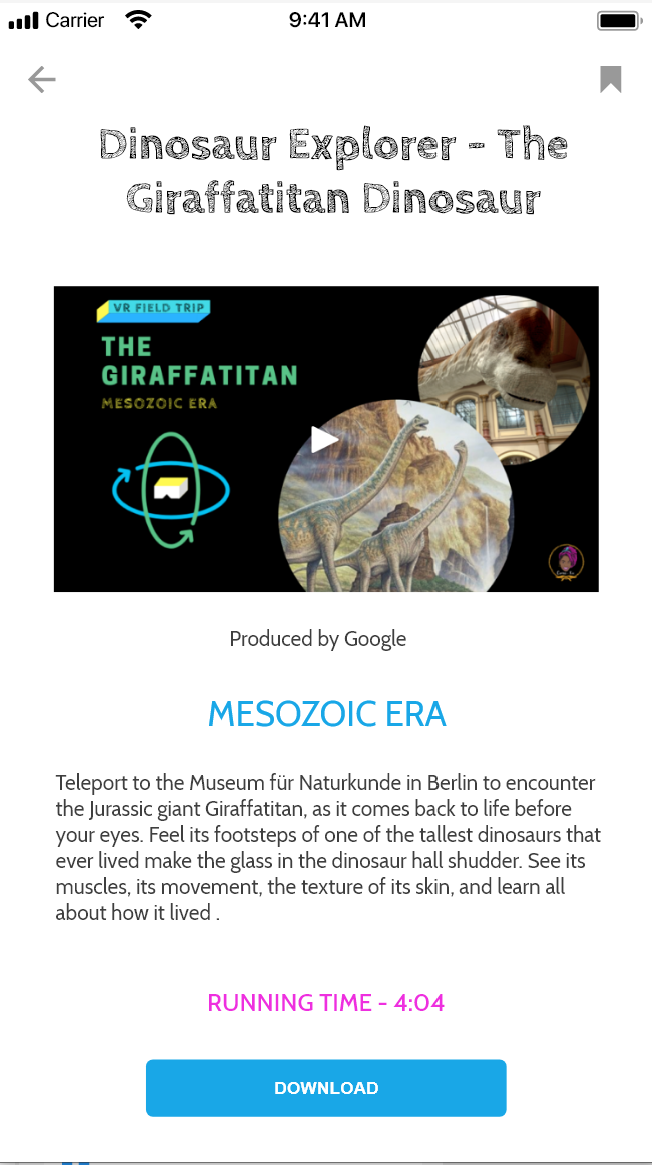 Carrier 9:41 AM
Dinosaur Explorer - The
Giraffatitan Dinosaur
VR FIELD TRIP
THE
GIRAFFATITAN
MESOZOIC ERA
Produced by Google
MESOZOIC ERA
Teleport to the Museum für Naturkunde in Berlin to encounter
the Jurassic giant Giraffatitan, as it comes back to life before
your eyes. Feel its footsteps of one of the tallest dinosaurs that
ever lived make the glass in the dinosaur hall shudder. See its
muscles, its movement, the texture of its skin, and learn all
about how it lived .
RUNNING TIME - 4:04
DOWNLOAD